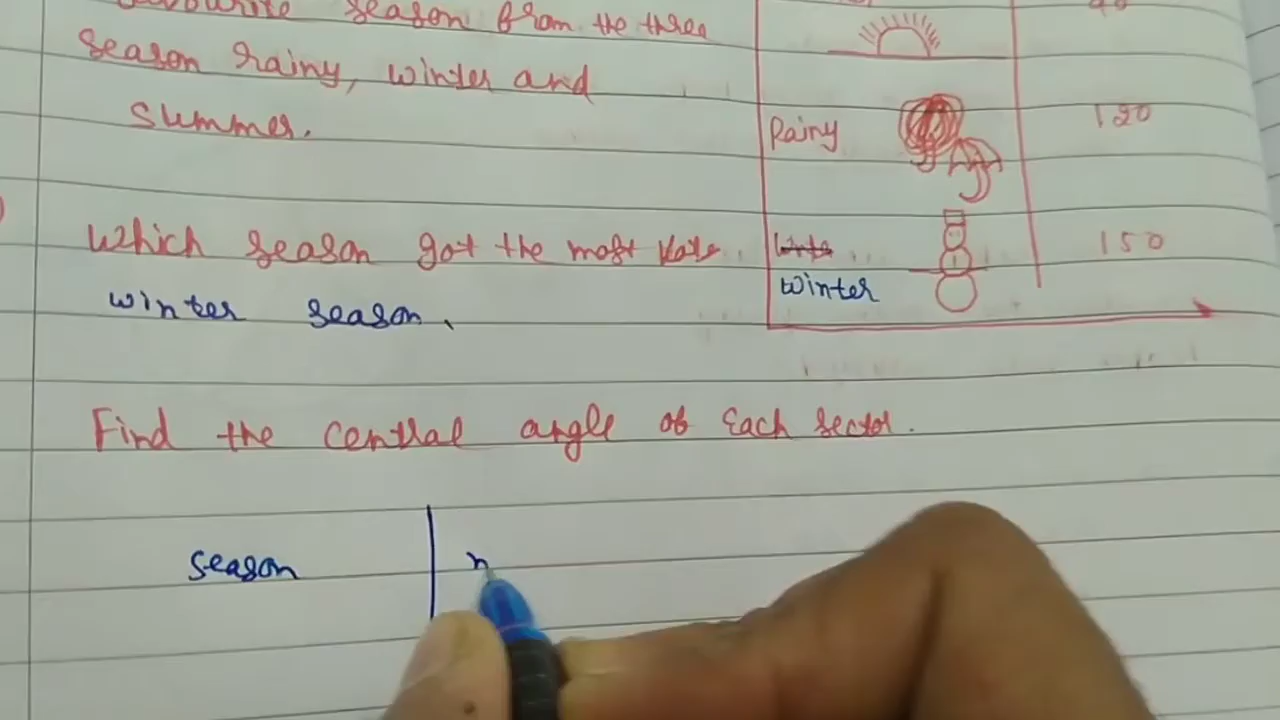 season from the three
season rainy, winter and
summer.
Rainy 120
Which season got the most
150
winter
winter season.
Find the central angle of Each sector.
season n